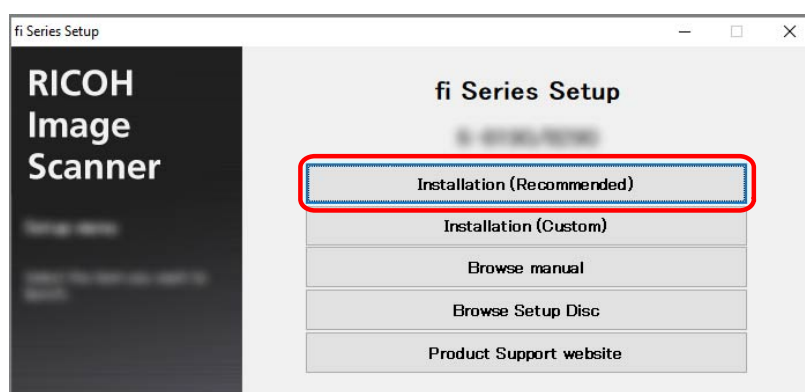 fi Series Setup
RICOH
Image
Scanner
fi Series Setup
Installation (Recommended)
Installation (Custom)
Browse manual
Browse Setup Disc
Product Support website